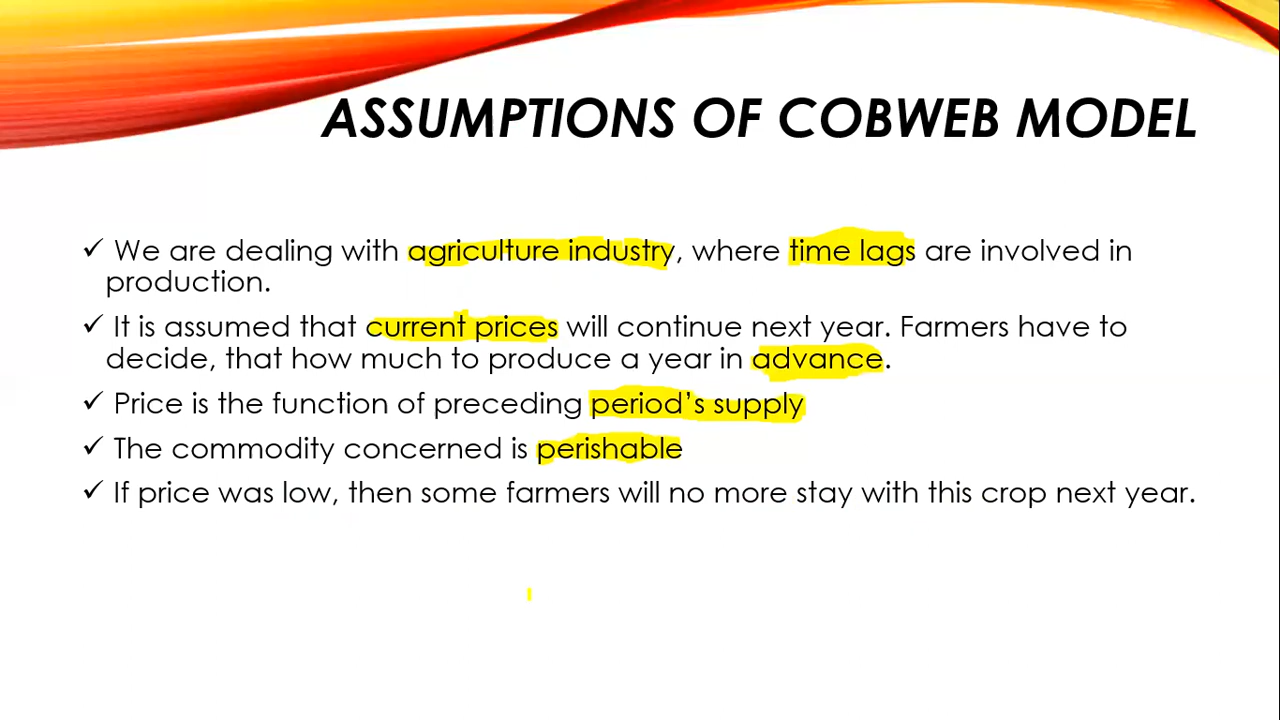 ASSUMPTIONS OF COBWEB MODEL
✓ We are dealing with agriculture industry, where time lags are involved in
production.
✓ It is assumed that current prices will continue next year. Farmers have to
decide, that how much to produce a year in advance.
✓ Price is the function of preceding period's supply
✓ The commodity concerned is perishable
✓ If price was low, then some farmers will no more stay with this crop next year.